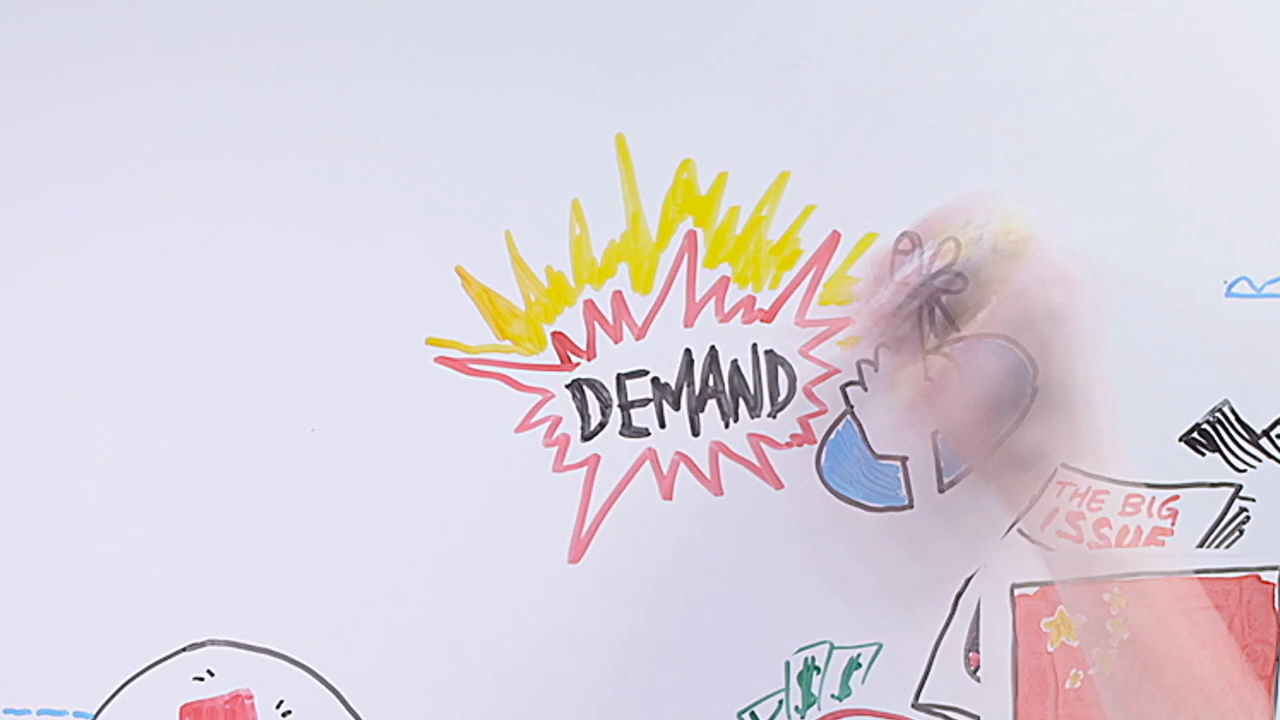 DEMAND
THE BIG
ISSUE
$ $